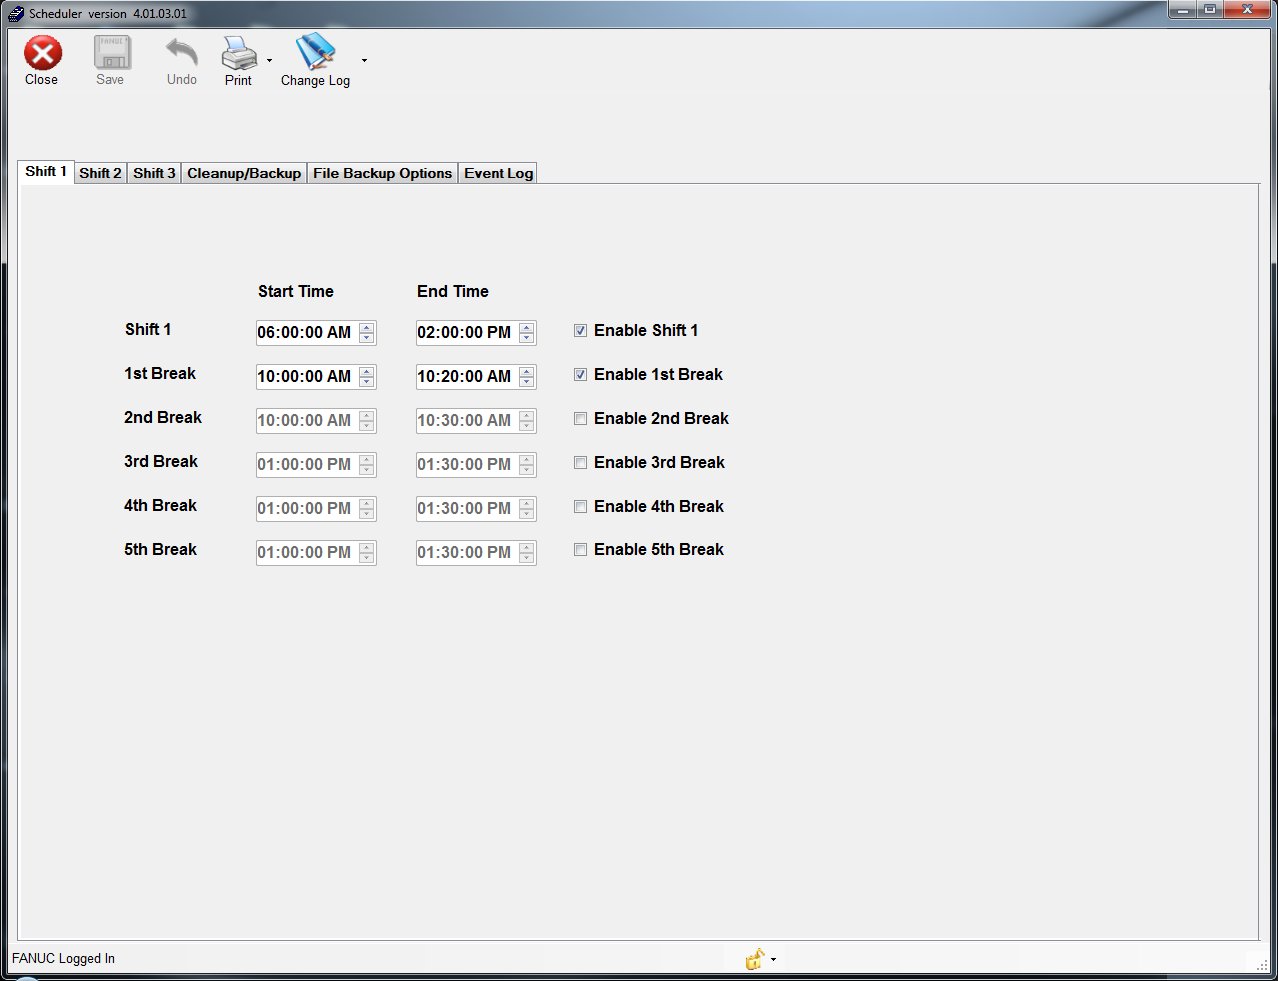 Scheduler version 4.01.03.01
Close Save Undo Print Change Log
FANUC
Shift 1 Shift 2 Shift 3 Cleanup/Backup File Backup Options Event Log
Start Time End Time
Shift 1 06:00:00 AM 02:00:00 PM Enable Shift 1
1st Break 10:00:00 AM 10:20:00 AM Enable 1st Break
2nd Break 10:00:00 AM 10:30:00 AM Enable 2nd Break
3rd Break 01:00:00 PM 01:30:00 PM Enable 3rd Break
4th Break 01:00:00 PM 01:30:00 PM Enable 4th Break
5th Break 01:00:00 PM 01:30:00 PM Enable 5th Break
FANUC Logged In